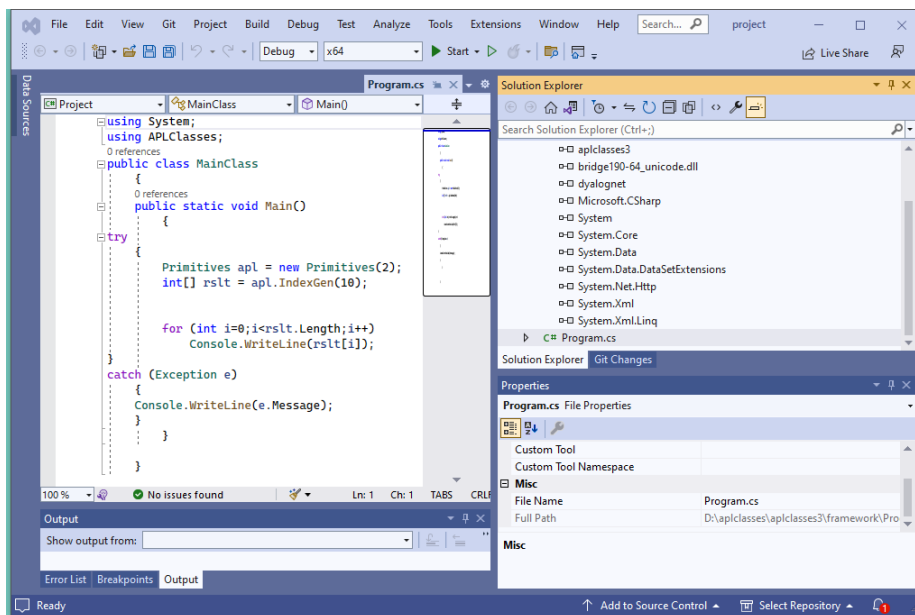 File Edit View Git Project Build Debug Test Analyze Tools Extensions Window Help Search... project
Debug x64 Start Live Share
Data Sources
Program.cs
Project MainClass Main()
using System;
using APLClasses;
0 references
public class MainClass
{
0 references
public static void Main()
{
try
{
Primitives apl = new Primitives(2);
int[] rslt = apl.IndexGen(10);
for (int i=0;i<rslt.Length;i++)
Console.WriteLine(rslt[i]);
}
catch (Exception e)
{
Console.WriteLine(e.Message);
}
}
}
100 % No issues found Ln: 1 Ch: 1 TABS CRLF
Output
Show output from:
Error List Breakpoints Output
Solution Explorer
Search Solution Explorer (Ctrl+;)
aplclasses3
bridge190-64_unicode.dll
dyalognet
Microsoft.CSharp
System
System.Core
System.Data
System.Data.DataSetExtensions
System.Net.Http
System.Xml
System.Xml.Linq
C# Program.cs
Solution Explorer Git Changes
Properties
Program.cs File Properties
Custom Tool
Custom Tool Namespace
Misc
File Name Program.cs
Full Path D:\aplclasses\aplclasses3\framework\Pro
Misc
Ready Add to Source Control Select Repository 1